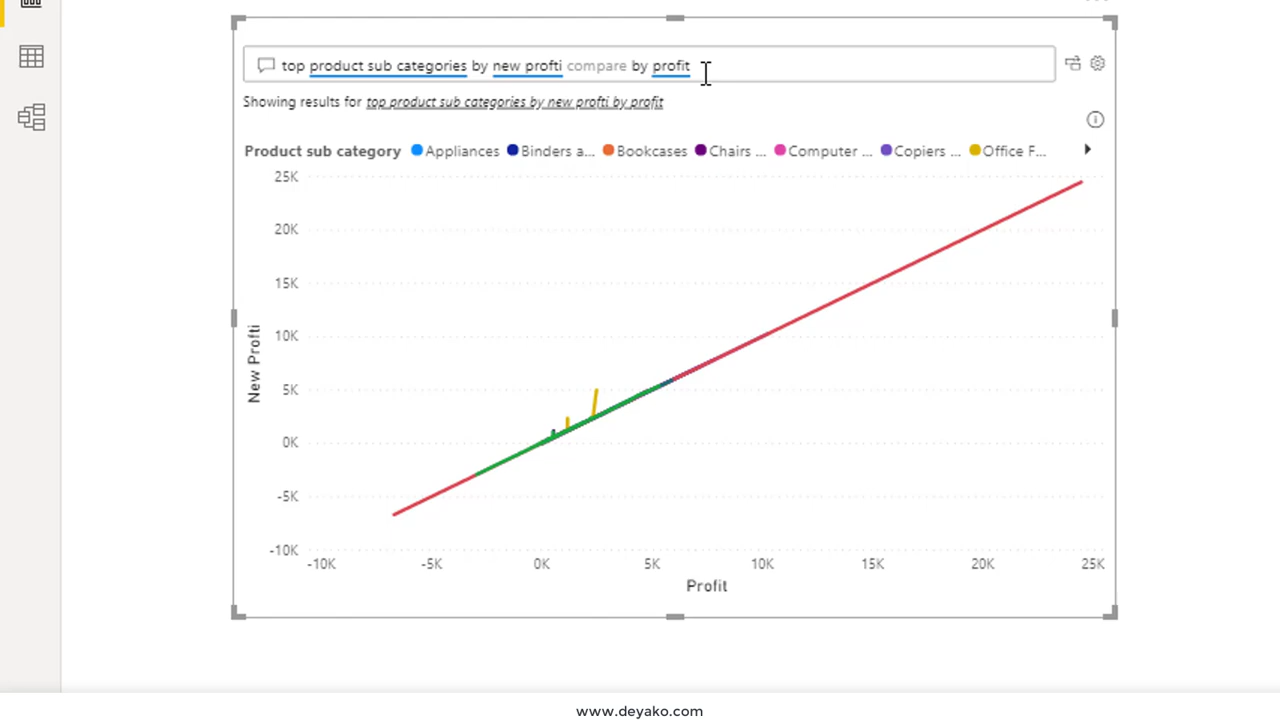 top product sub categories by new profti compare by profit
Showing results for top product sub categories by new profti by profit
Product sub category Appliances Binders a... Bookcases Chairs ... Computer ... Copiers ... Office F...
25K
20K
15K
10K
5K
0K
-5K
-10K
New Profti
-10K -5K 0K 5K 10K 15K 20K 25K
Profit
www.deyako.com